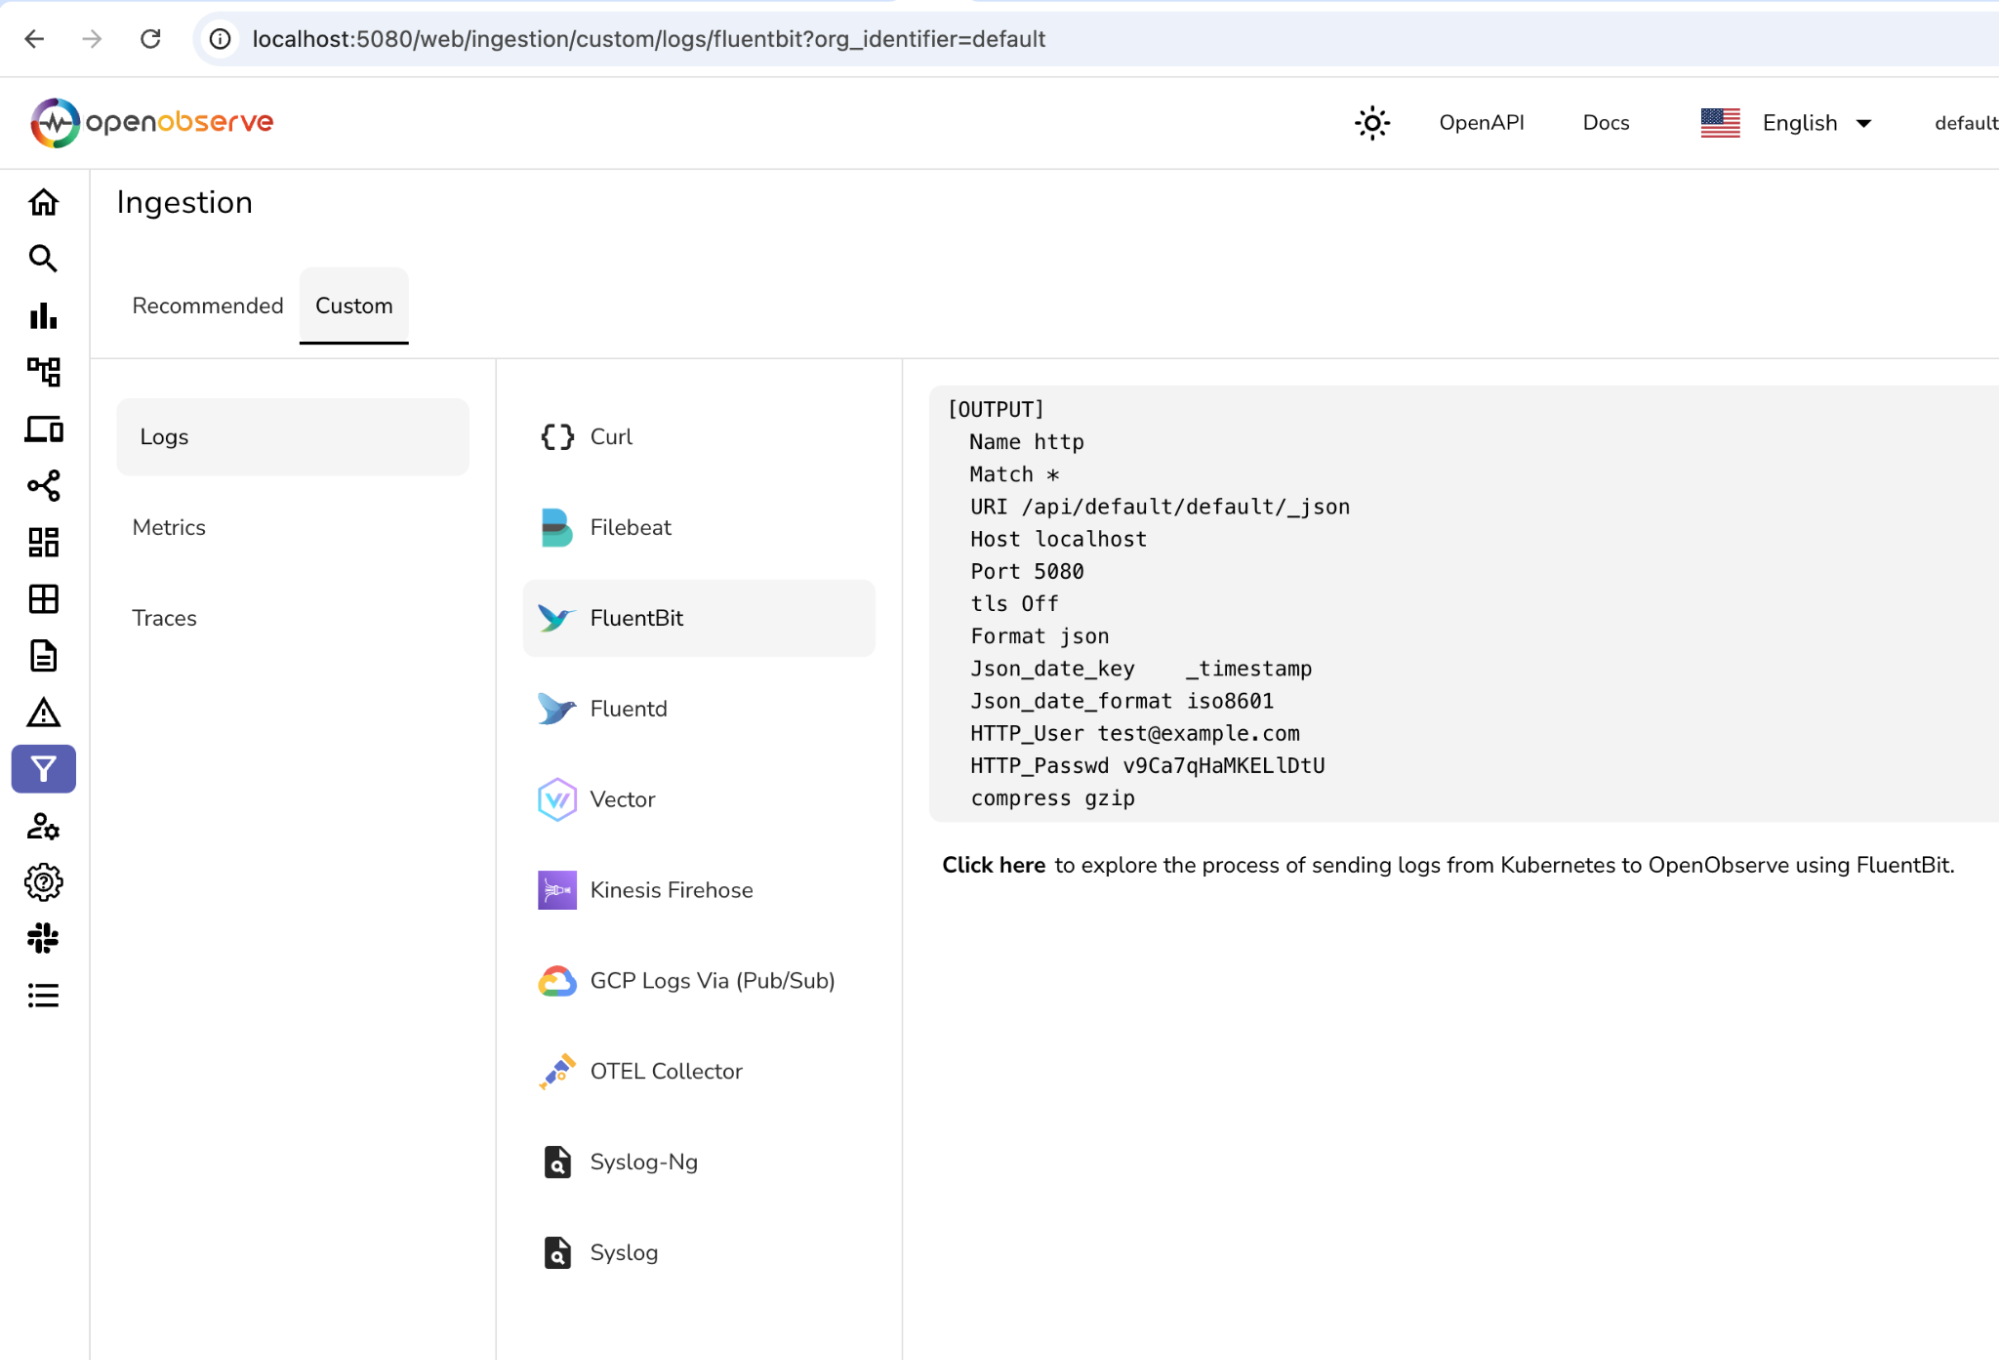 localhost:5080/web/ingestion/custom/logs/fluentbit?org_identifier=default
openobserve
OpenAPI
Docs
English
default
Ingestion
Recommended
Custom
Logs
Metrics
Traces
Curl
Filebeat
FluentBit
Fluentd
Vector
Kinesis Firehose
GCP Logs Via (Pub/Sub)
OTEL Collector
Syslog-Ng
Syslog
[OUTPUT]
Name http
Match *
URI /api/default/default/_json
Host localhost
Port 5080
tls Off
Format json
Json_date_key    _timestamp
Json_date_format iso8601
HTTP_User test@example.com
HTTP_Passwd v9Ca7qHaMKELlDtU
compress gzip
Click here to explore the process of sending logs from Kubernetes to OpenObserve using FluentBit.